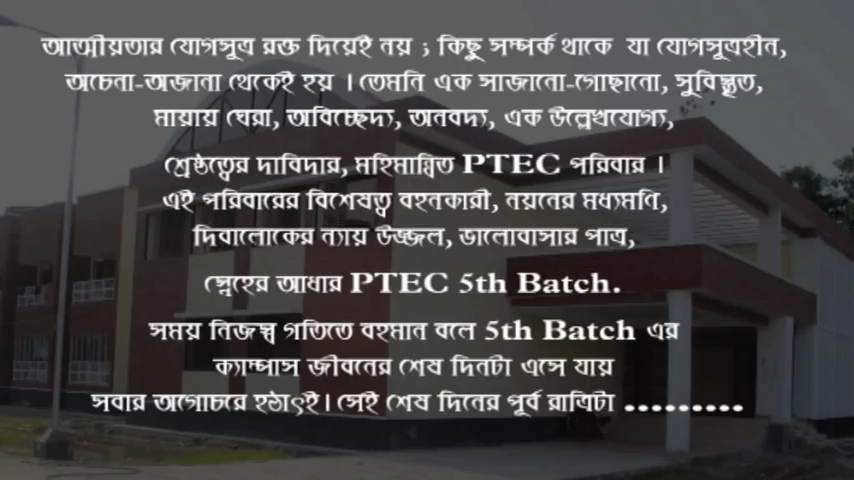 আত্মীয়তার যোগসূত্র রক্ত দিয়েই নয় ; কিছু সম্পর্ক থাকে যা যোগসূত্রহীন,
অচেনা-অজানা থেকেই হয় । তেমনি এক সাজানো-গোছানো, সুবিস্তৃত,
মায়ায় ঘেরা, অবিচ্ছেদ্য, অনবদ্য, এক উল্লেখযোগ্য,
শ্রেষ্ঠত্বের দাবিদার, মহিমান্বিত PTEC পরিবার ।
এই পরিবারের বিশেষত্ব বহনকারী, নয়নের মধ্যমণি,
দিবালোকের ন্যায় উজ্জল, ভালোবাসার পাত্র,
স্নেহের আধার PTEC 5th Batch.
সময় নিজস্ব গতিতে বহমান বলে 5th Batch এর
ক্যাম্পাস জীবনের শেষ দিনটা এসে যায়
সবার অগোচরে হঠাৎই। সেই শেষ দিনের পূর্ব রাত্রিটা ..........